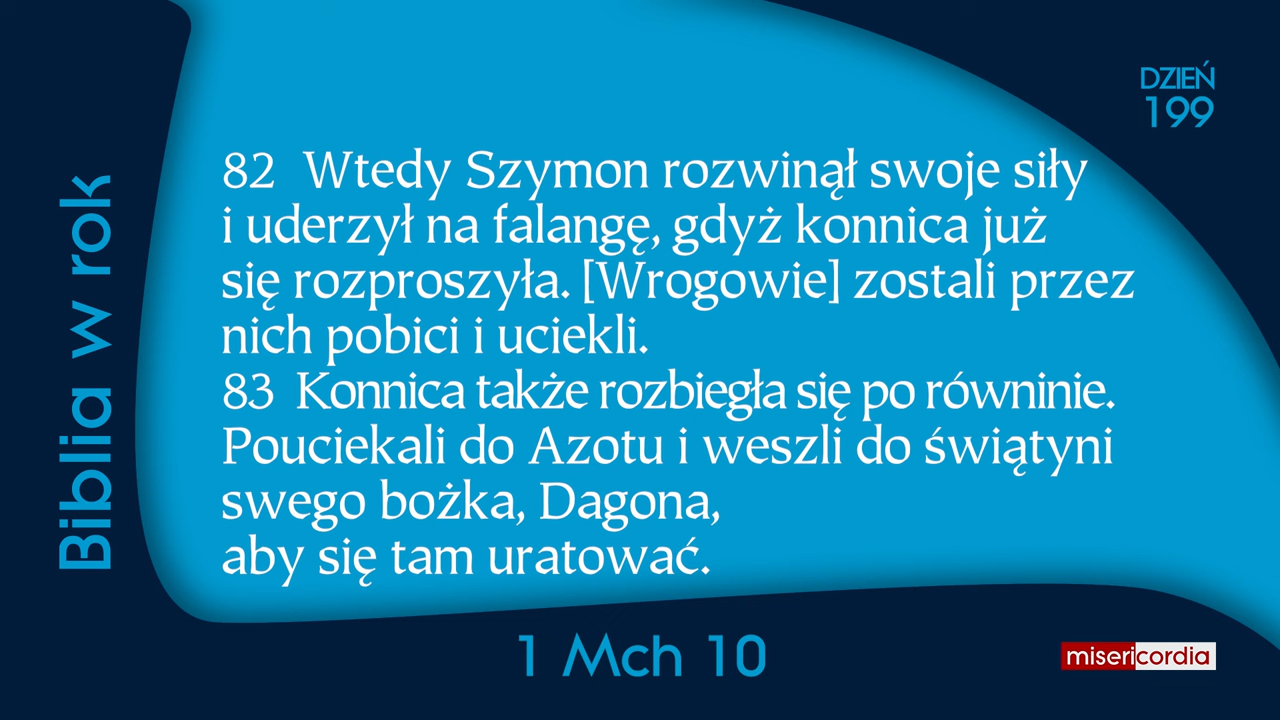 DZIEŃ
199
82 Wtedy Szymon rozwinął swoje siły
i uderzył na falangę, gdyż konnica już
się rozproszyła. [Wrogowie] zostali przez
nich pobici i uciekli.
83 Konnica także rozbiegła się po równinie.
Pouciekali do Azotu i weszli do świątyni
swego bożka, Dagona,
aby się tam uratować.
Biblia w rok
1 Mch 10
misericordia